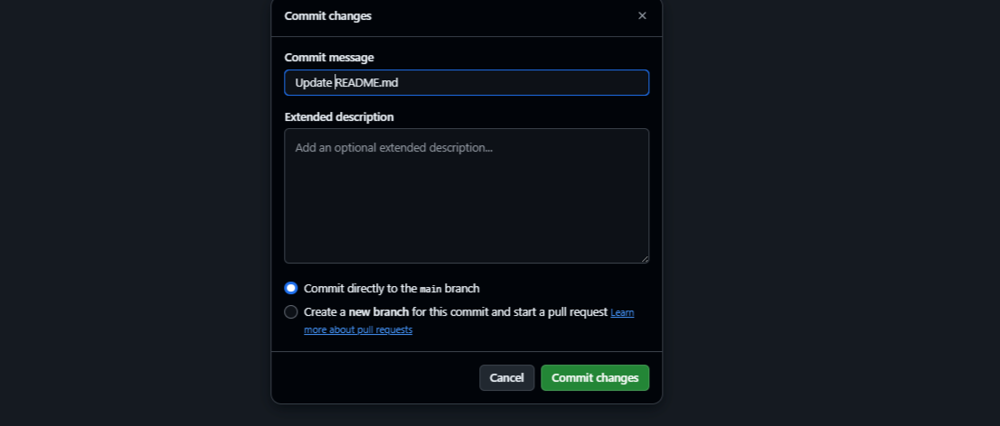 Commit changes
Commit message
Update README.md
Extended description
Add an optional extended description...
Commit directly to the main branch
Create a new branch for this commit and start a pull request Learn
more about pull requests
Cancel
Commit changes